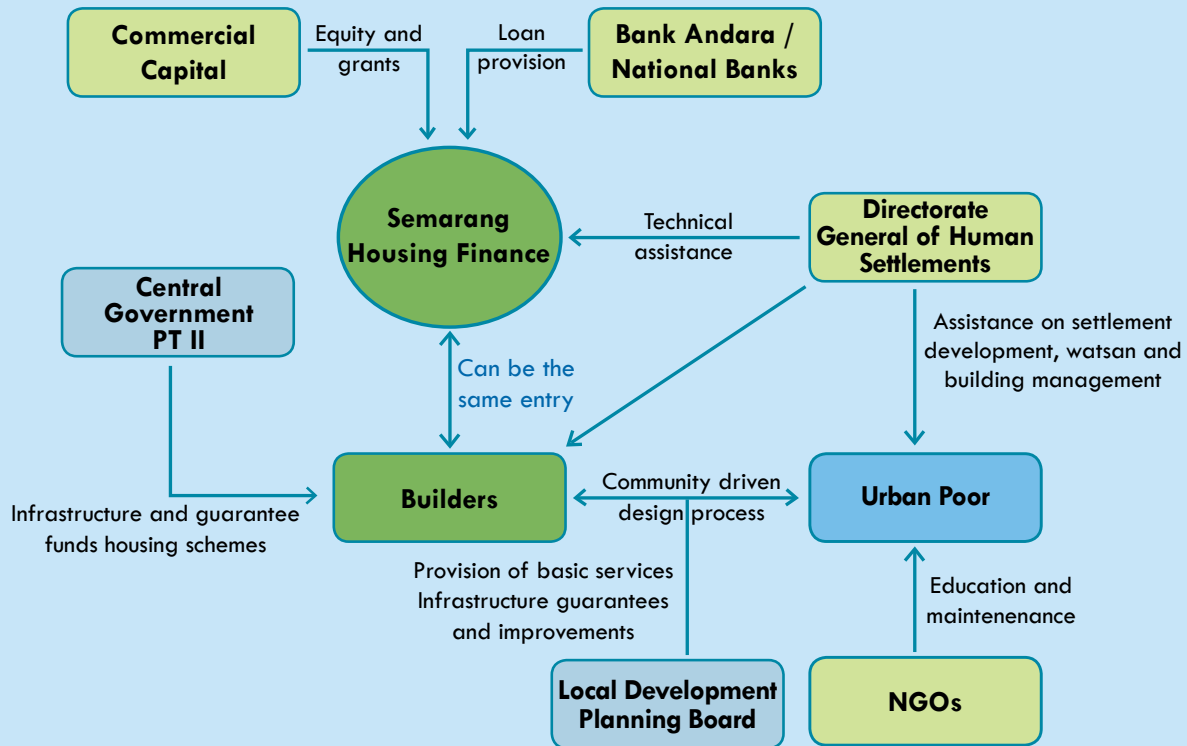 Commercial
Capital
Equity and
grants
Loan
provision
Bank Andara /
National Banks
Semarang
Housing Finance
Technical
assistance
Directorate
General of Human
Settlements
Central
Government
PT II
Can be the
same entry
Assistance on settlement
development, watsan and
building management
Infrastructure and guarantee
funds housing schemes
Builders
Community driven
design process
Urban Poor
Provision of basic services
Infrastructure guarantees
and improvements
Education and
maintenenance
Local Development
Planning Board
NGOs